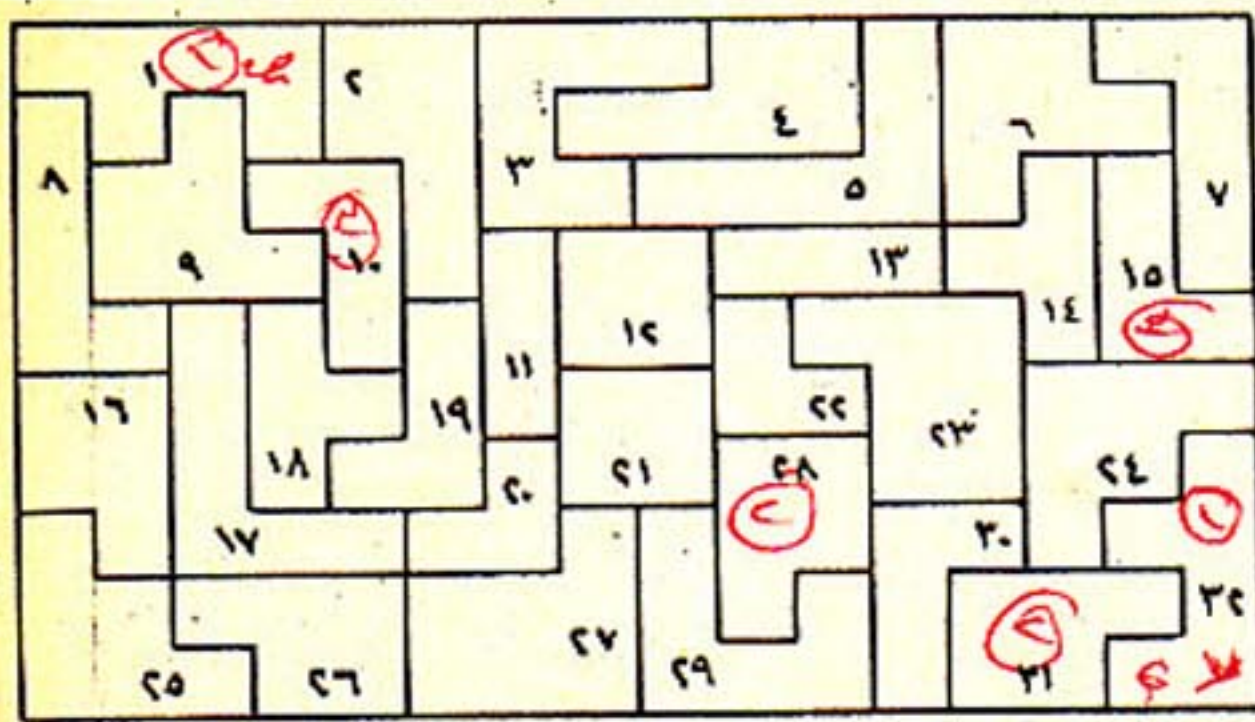 ١ ٢
٤ ٦
٨ ٣ ٥ ٧
٩ ١٠ ١٣ ١٥
١٢ ١٤
١١
١٦ ١٩ ٢٢ ٢٣
١٨ ٢١ ٢٨ ٢٤
٢٠
١٧ ٣٠
٣٢
٢٧
٢٥ ٢٦ ٢٩ ٣١